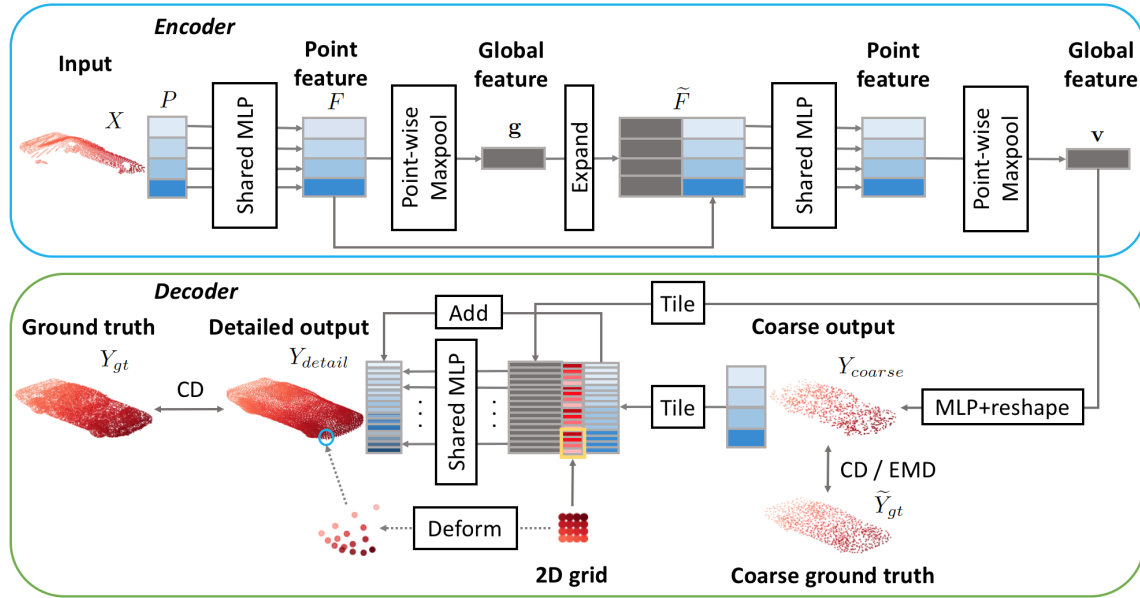 Encoder
Input
Point
feature
Global
feature
Point
feature
Global
feature
X
P
F
g
F̃
v
Shared MLP
Point-wise
Maxpool
Expand
Shared MLP
Point-wise
Maxpool
Decoder
Tile
Add
Ground truth
Detailed output
Coarse output
Y_gt
Y_detail
Y_coarse
CD
Shared MLP
Tile
MLP+reshape
CD / EMD
Ỹ_gt
Deform
2D grid
Coarse ground truth